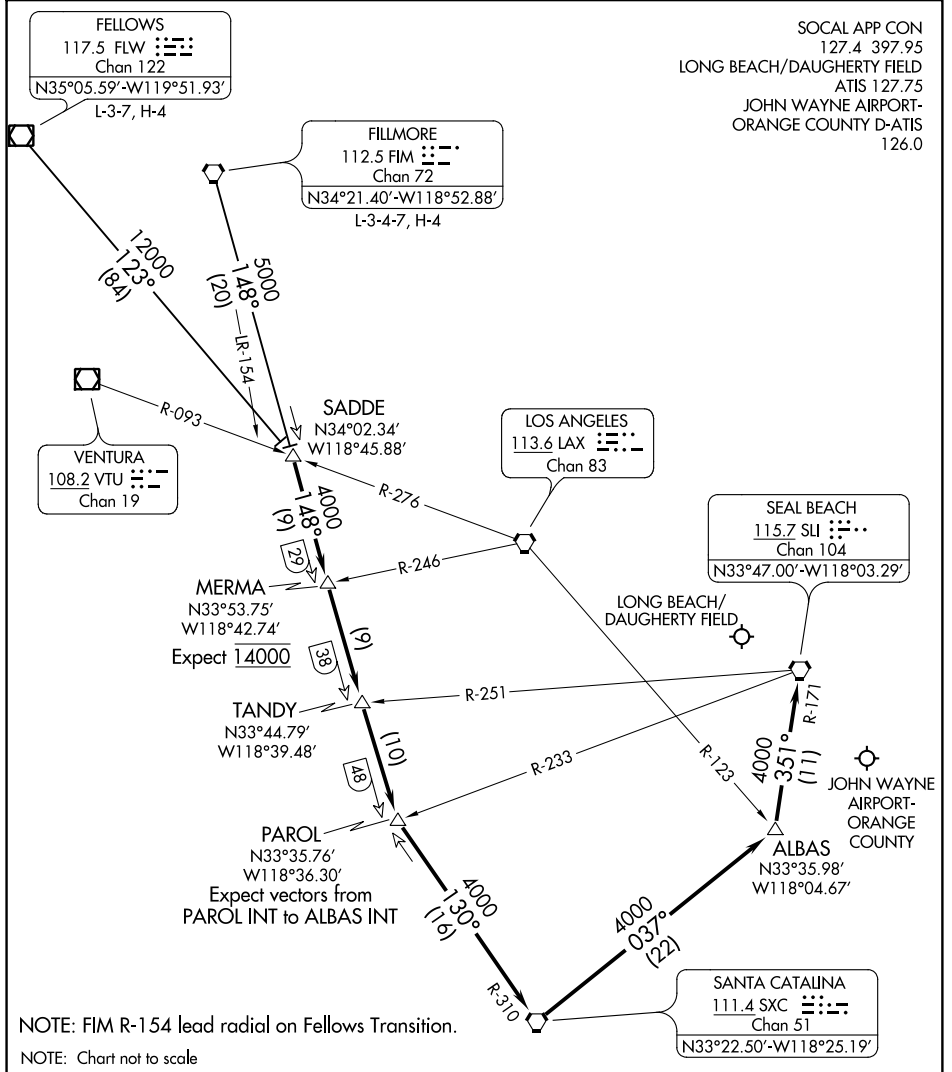 FELLOWS
117.5 FLW
Chan 122
N35°05.59’-W119°51.93’
L-3-7, H-4
SOCAL APP CON
127.4 397.95
LONG BEACH/DAUGHERTY FIELD
ATIS 127.75
JOHN WAYNE AIRPORT-
ORANGE COUNTY D-ATIS
126.0
FILLMORE
112.5 FIM
Chan 72
N34°21.40’-W118°52.88’
L-3-4-7, H-4
12000
123°
(84)
5000
148°
(20)
LR-154
R-093
VENTURA
108.2 VTU
Chan 19
SADDE
N34°02.34’
W118°45.88’
LOS ANGELES
113.6 LAX
Chan 83
R-276
R-246
4000
148°
(9)
29
MERMA
N33°53.75’
W118°42.74’
Expect 14000
SEAL BEACH
115.7 SLI
Chan 104
N33°47.00’-W118°03.29’
LONG BEACH/
DAUGHERTY FIELD
(9)
38
TANDY
N33°44.79’
W118°39.48’
R-251
R-233
R-123
R-171
4000
351°
(11)
JOHN WAYNE
AIRPORT-
ORANGE
COUNTY
(10)
48
PAROL
N33°35.76’
W118°36.30’
Expect vectors from
PAROL INT to ALBAS INT
ALBAS
N33°35.98’
W118°04.67’
4000
130°
(16)
R-310
4000
037°
(22)
SANTA CATALINA
111.4 SXC
Chan 51
N33°22.50’-W118°25.19’
NOTE: FIM R-154 lead radial on Fellows Transition.
NOTE: Chart not to scale